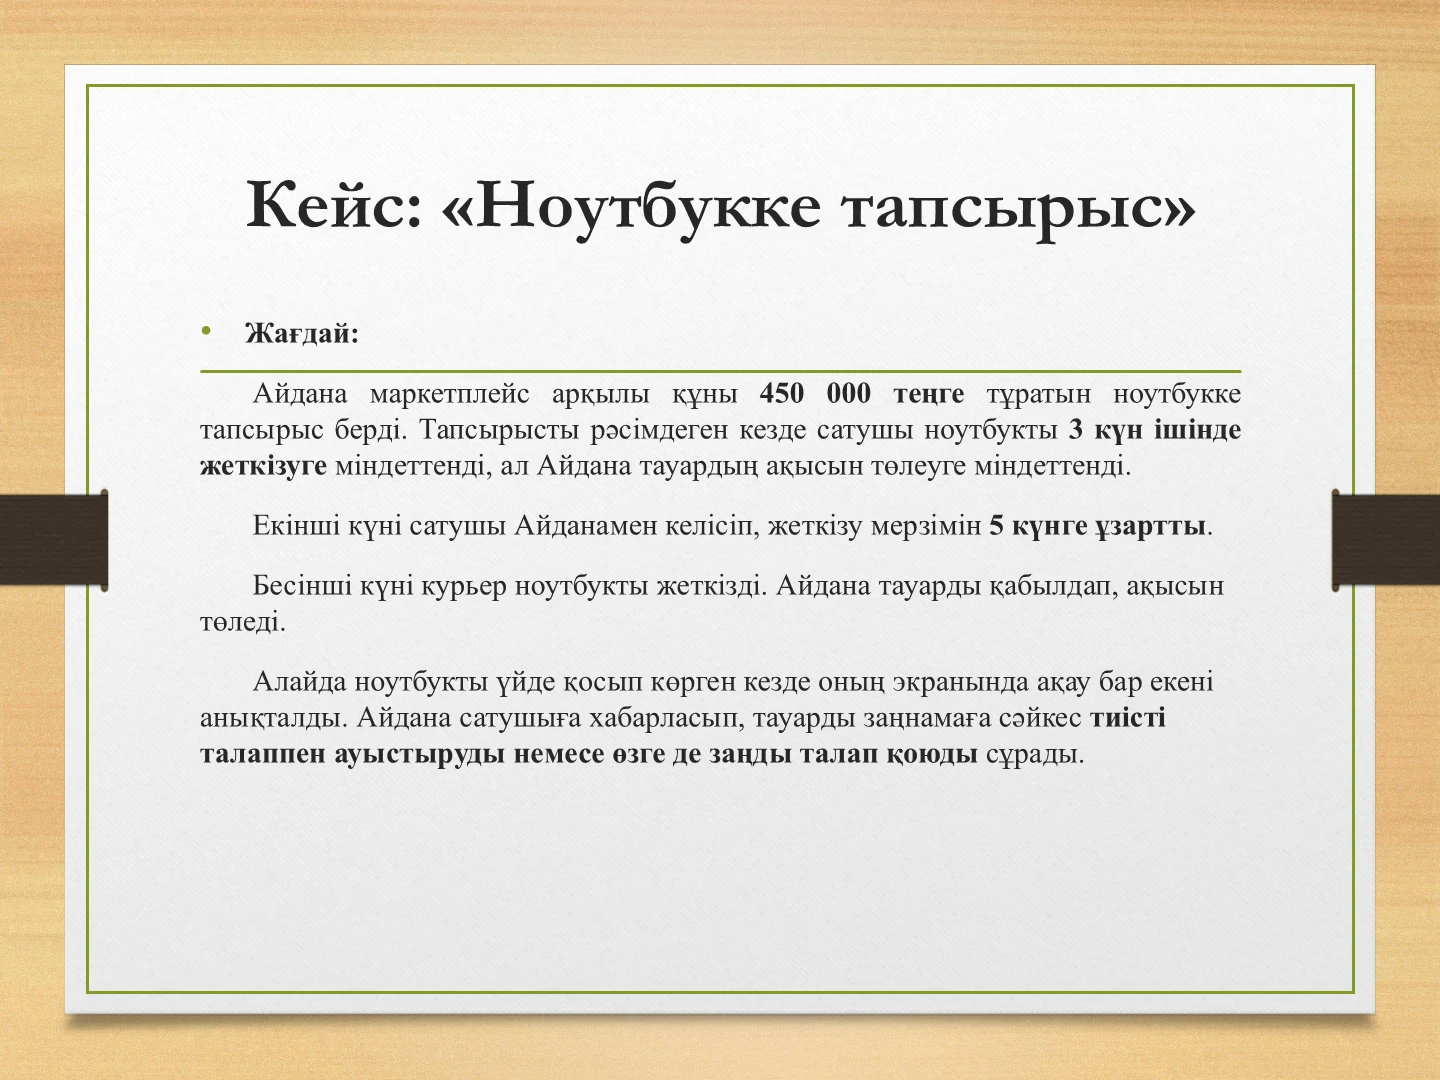 Кейс: «Ноутбукке тапсырыс»
• Жағдай:
Айдана маркетплейс арқылы құны 450 000 теңге тұратын ноутбукке
тапсырыс берді. Тапсырысты рәсімдеген кезде сатушы ноутбукты 3 күн ішінде
жеткізуге міндеттенді, ал Айдана тауардың ақысын төлеуге міндеттенді.
Екінші күні сатушы Айданамен келісіп, жеткізу мерзімін 5 күнге ұзартты.
Бесінші күні курьер ноутбукты жеткізді. Айдана тауарды қабылдап, ақысын
төледі.
Алайда ноутбукты үйде қосып көрген кезде оның экранында ақау бар екені
анықталды. Айдана сатушыға хабарласып, тауарды заңнамаға сәйкес тиісті
талаппен ауыстыруды немесе өзге де заңды талап қоюды сұрады.